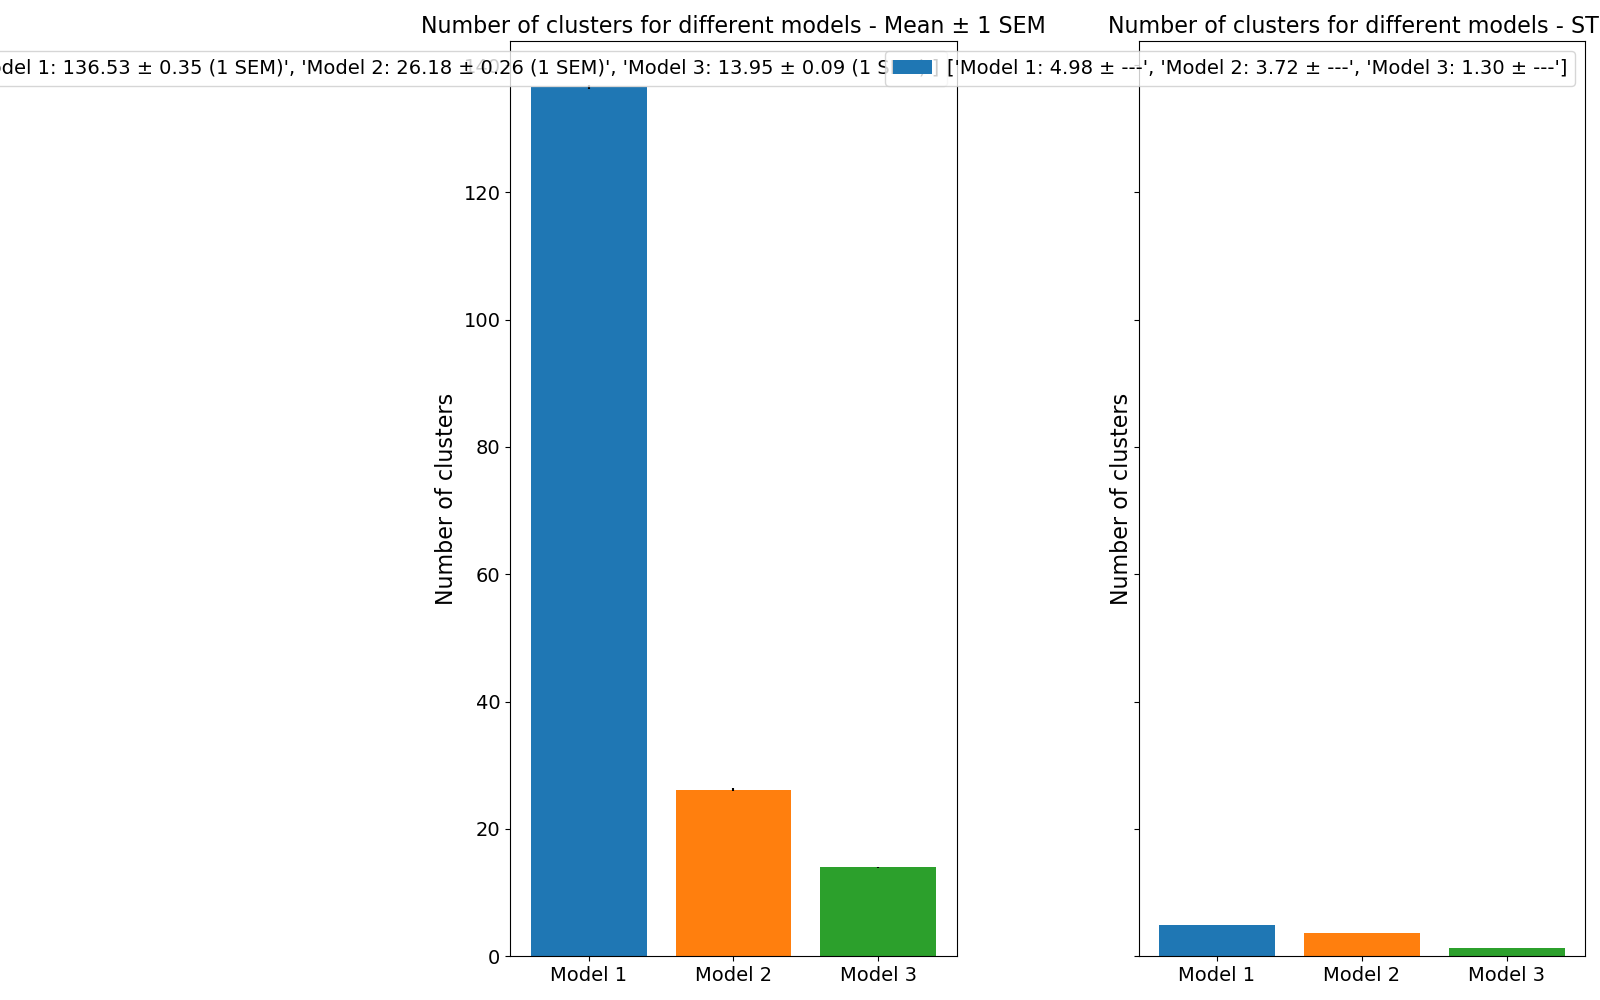 Number of clusters for different models - Mean ± 1 SEM
del 1: 136.53 ± 0.35 (1 SEM)', 'Model 2: 26.18 ± 0.26 (1 SEM)', 'Model 3: 13.95 ± 0.09 (1
Number of clusters
140
120
100
80
60
40
20
0
Model 1 Model 2 Model 3
Number of clusters for different models - ST
['Model 1: 4.98 ± ---', 'Model 2: 3.72 ± ---', 'Model 3: 1.30 ± ---']
Number of clusters
Model 1 Model 2 Model 3